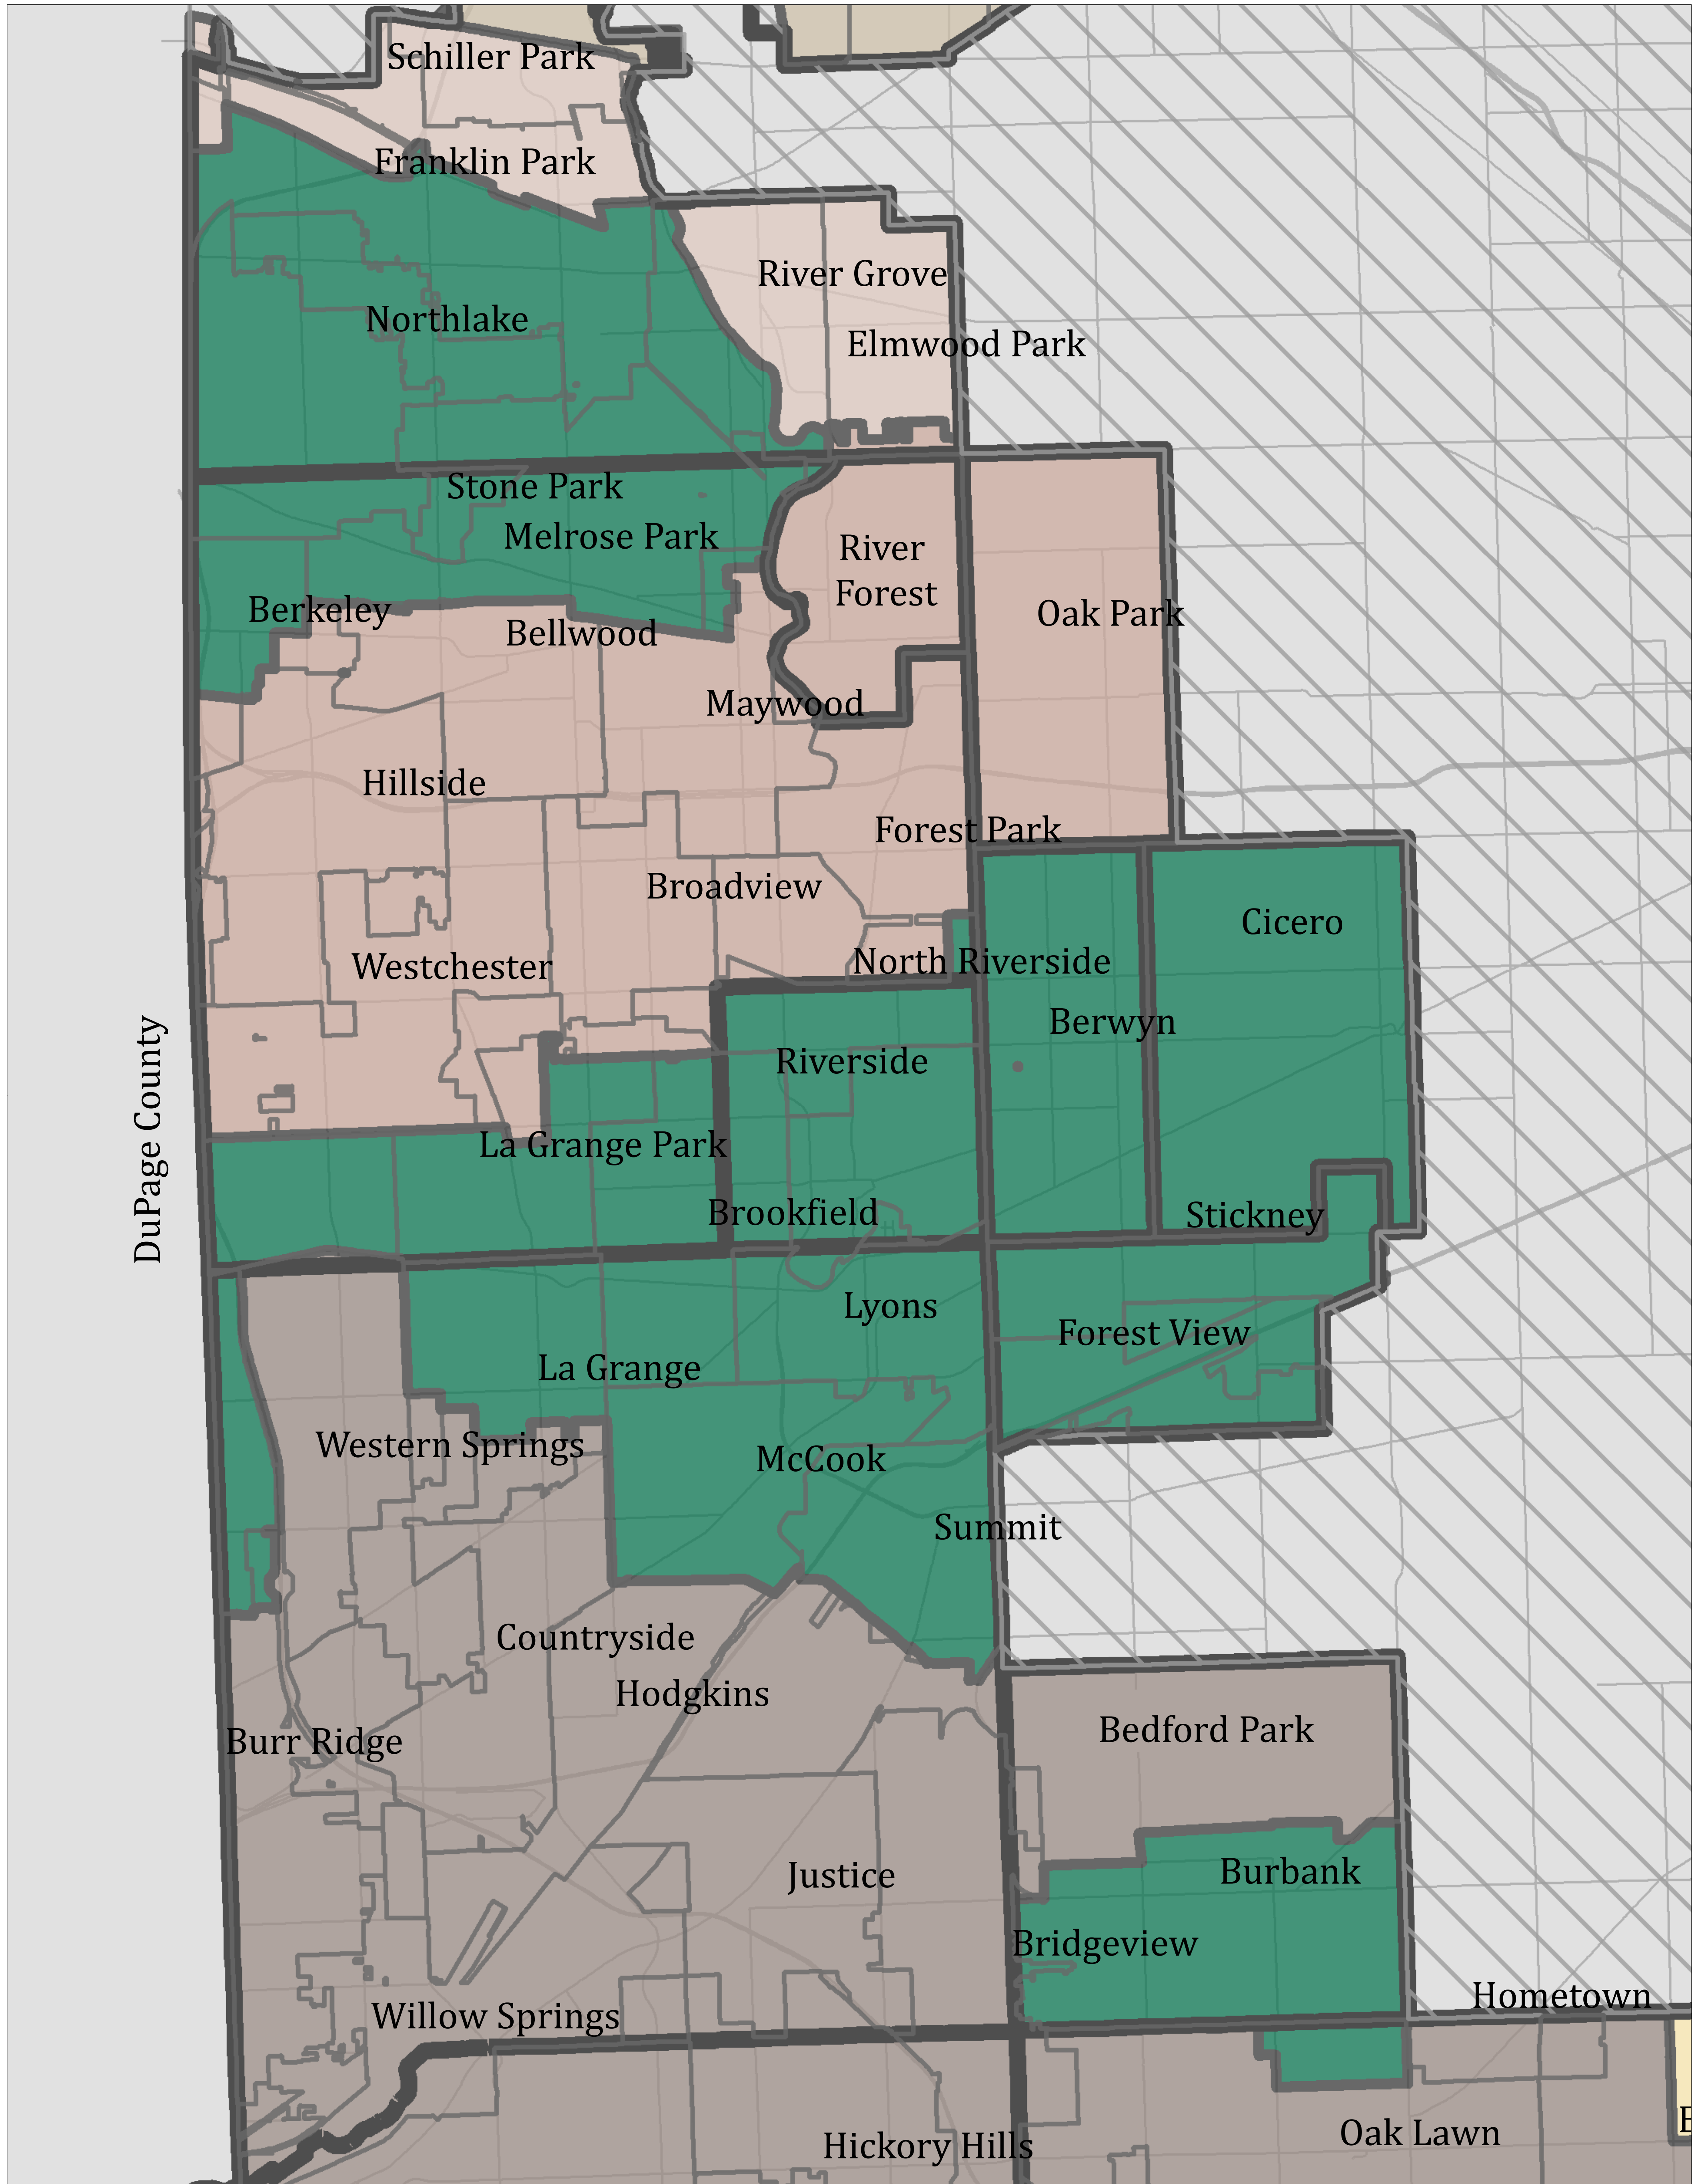 Schiller Park
Franklin Park
River Grove
Northlake
Elmwood Park
Stone Park
Melrose Park
River
Forest
Berkeley
Bellwood
Oak Park
Maywood
Hillside
Forest Park
Broadview
Cicero
Westchester
North Riverside
Berwyn
DuPage County
Riverside
La Grange Park
Brookfield
Stickney
Lyons
Forest View
La Grange
Western Springs
McCook
Summit
Countryside
Hodgkins
Burr Ridge
Bedford Park
Justice
Burbank
Bridgeview
Hometown
Willow Springs
Oak Lawn
Hickory Hills